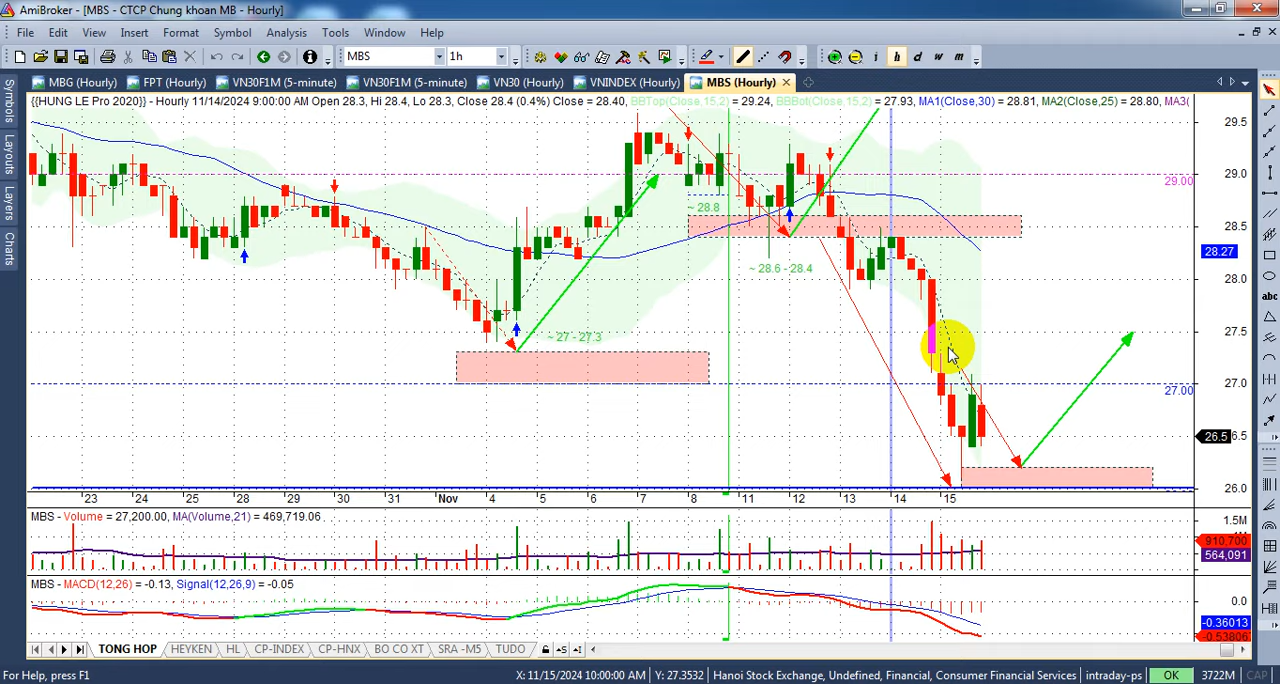 AmiBroker - [MBS - CTCP Chung khoan MB - Hourly]
File Edit View Insert Format Symbol Analysis Tools Window Help
MBS 1h i h d w m
MBG (Hourly) FPT (Hourly) VN30F1M (5-minute) VN30F1M (5-minute) VN30 (Hourly) VNINDEX (Hourly) MBS (Hourly)
Symbols
Layouts
Layers
Charts
{{HUNG LE Pro 2020}} - Hourly 11/14/2024 9:00:00 AM Open 28.3, Hi 28.4, Lo 28.3, Close 28.4 (0.4%) Close = 28.40, BBTop(Close,15,2) = 29.24, BBBot(Close,15,2) = 27.93, MA1(Close,30) = 28.81, MA2(Close,25) = 28.80, MA3(
29.5
29.0
29.00
~ 28.8
28.5
28.27
~ 28.6 - 28.4
28.0
27.5
~ 27 - 27.3
27.0
27.00
26.5 6.5
26.0
23 24 25 28 29 30 31 Nov 4 5 6 7 8 11 12 13 14 15
MBS - Volume = 27,200.00, MA(Volume,21) = 469,719.06
1.5M
910,700
564,091
MBS - MACD(12,26) = -0.13, Signal(12,26,9) = -0.05
0.0
-0.36013
-0.53806
TONG HOP HEYKEN HL CP-INDEX CP-HNX BO CO XT SRA -M5 TUDO
abc
For Help, press F1 X: 11/15/2024 10:00:00 AM Y: 27.3532 Hanoi Stock Exchange, Undefined, Financial, Consumer Financial Services intraday-ps OK 3722M CAP